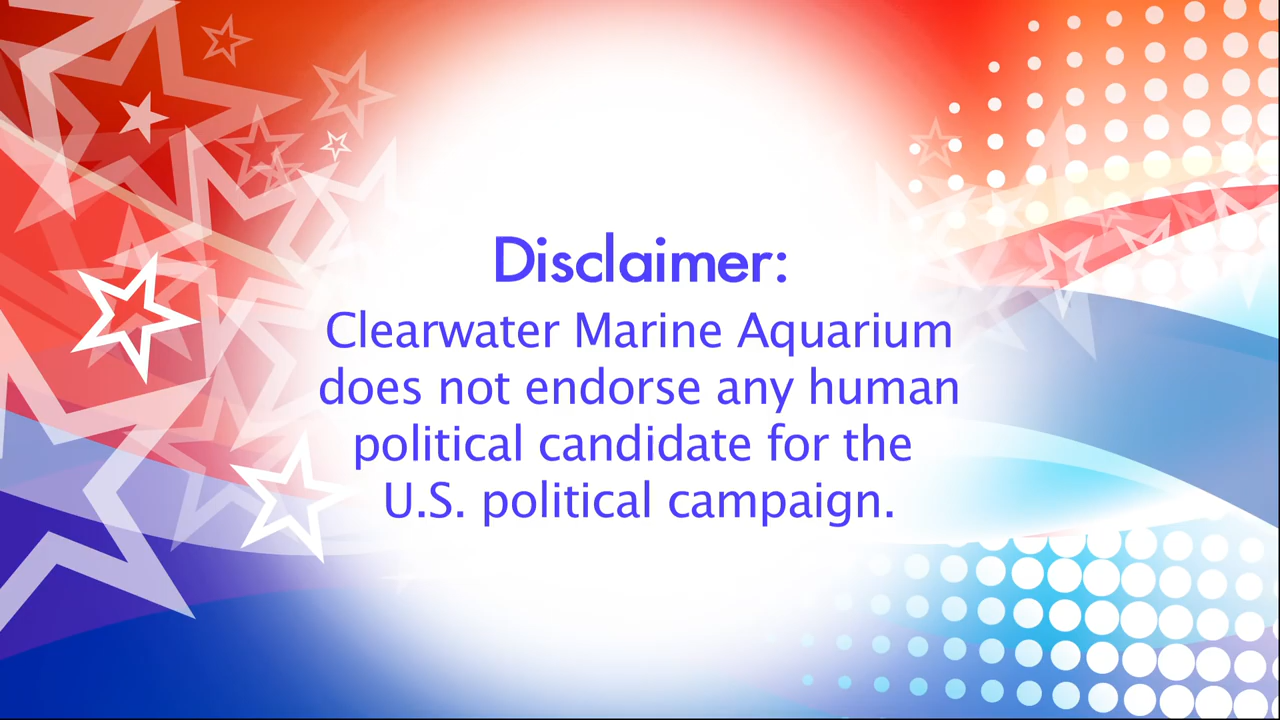 Disclaimer:
Clearwater Marine Aquarium
does not endorse any human
political candidate for the
U.S. political campaign.